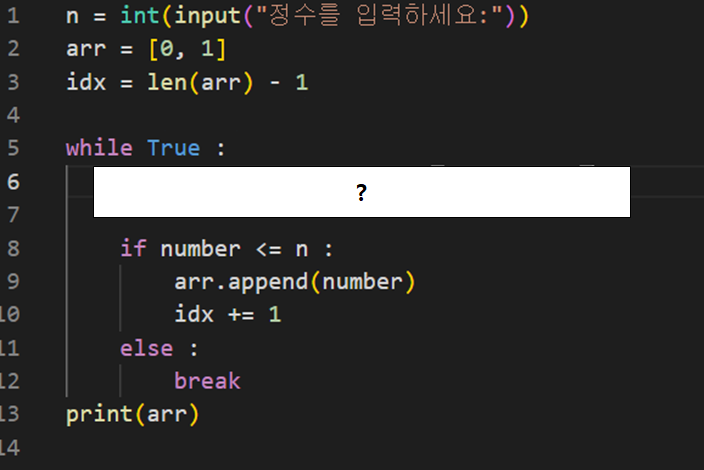 1 n = int(input("정수를 입력하세요:"))
2 arr = [0, 1]
3 idx = len(arr) - 1
4
5 while True :
6 ?
7
8 if number <= n :
9 arr.append(number)
10 idx += 1
11 else :
12 break
13 print(arr)
14